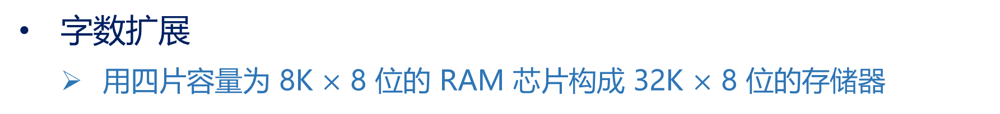 • 字数扩展
➢ 用四片容量为 8K × 8 位的 RAM 芯片构成 32K × 8 位的存储器